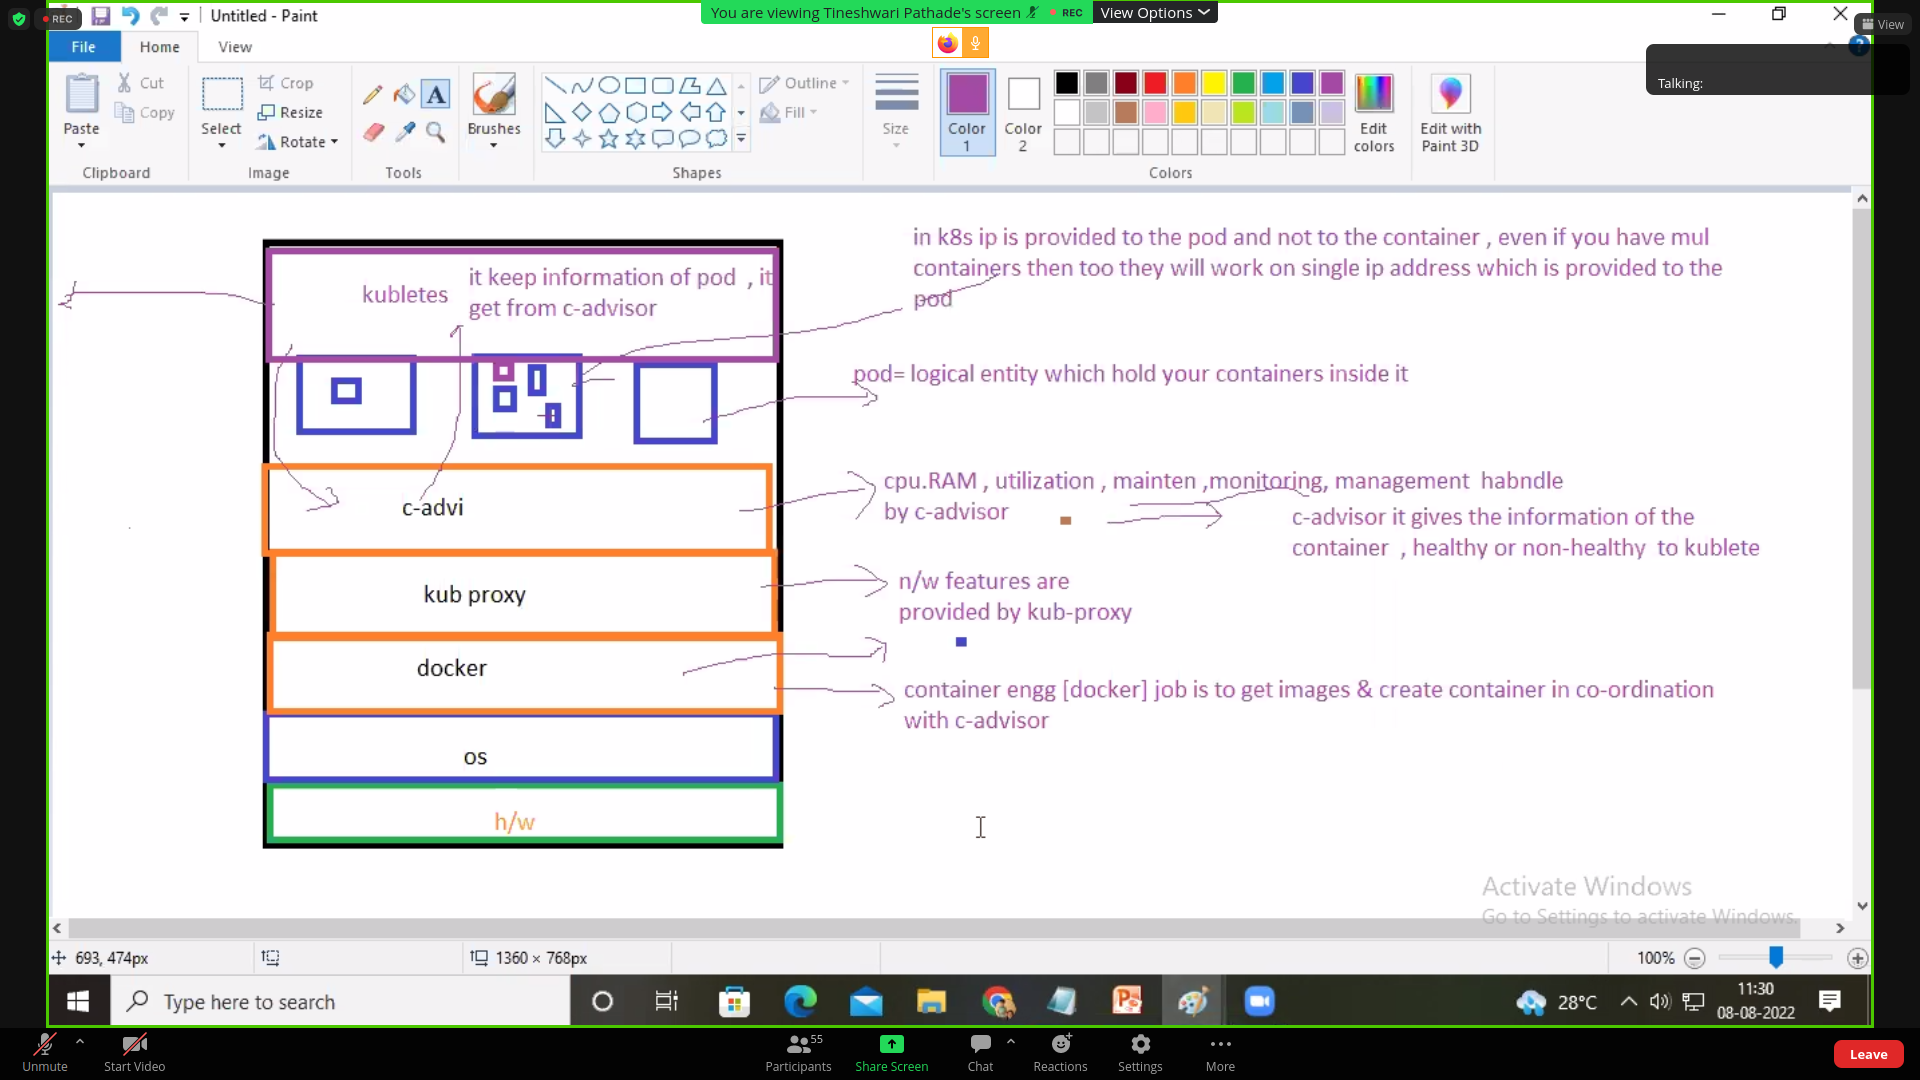 REC
Untitled - Paint
You are viewing Tineshwari Pathade's screen
REC
View Options
View
File
Home
View
Talking:
Paste
Cut
Copy
Clipboard
Select
Crop
Resize
Rotate
Image
A
Tools
Brushes
Outline
Fill
Shapes
Size
Color
1
Color
2
Edit
colors
Colors
Edit with
Paint 3D
in k8s ip is provided to the pod and not to the container , even if you have mul
containers then too they will work on single ip address which is provided to the
pod
kubletes
it keep information of pod , it
get from c-advisor
pod= logical entity which hold your containers inside it
c-advi
cpu.RAM , utilization , mainten ,monitoring, management habndle
by c-advisor
c-advisor it gives the information of the
container , healthy or non-healthy to kublete
kub proxy
n/w features are
provided by kub-proxy
docker
container engg [docker] job is to get images & create container in co-ordination
with c-advisor
os
h/w
Activate Windows
Go to Settings to activate Windows.
693, 474px
1360 × 768px
100%
Type here to search
28°C
11:30
08-08-2022
Unmute
Start Video
55
Participants
Share Screen
Chat
Reactions
Settings
More
Leave